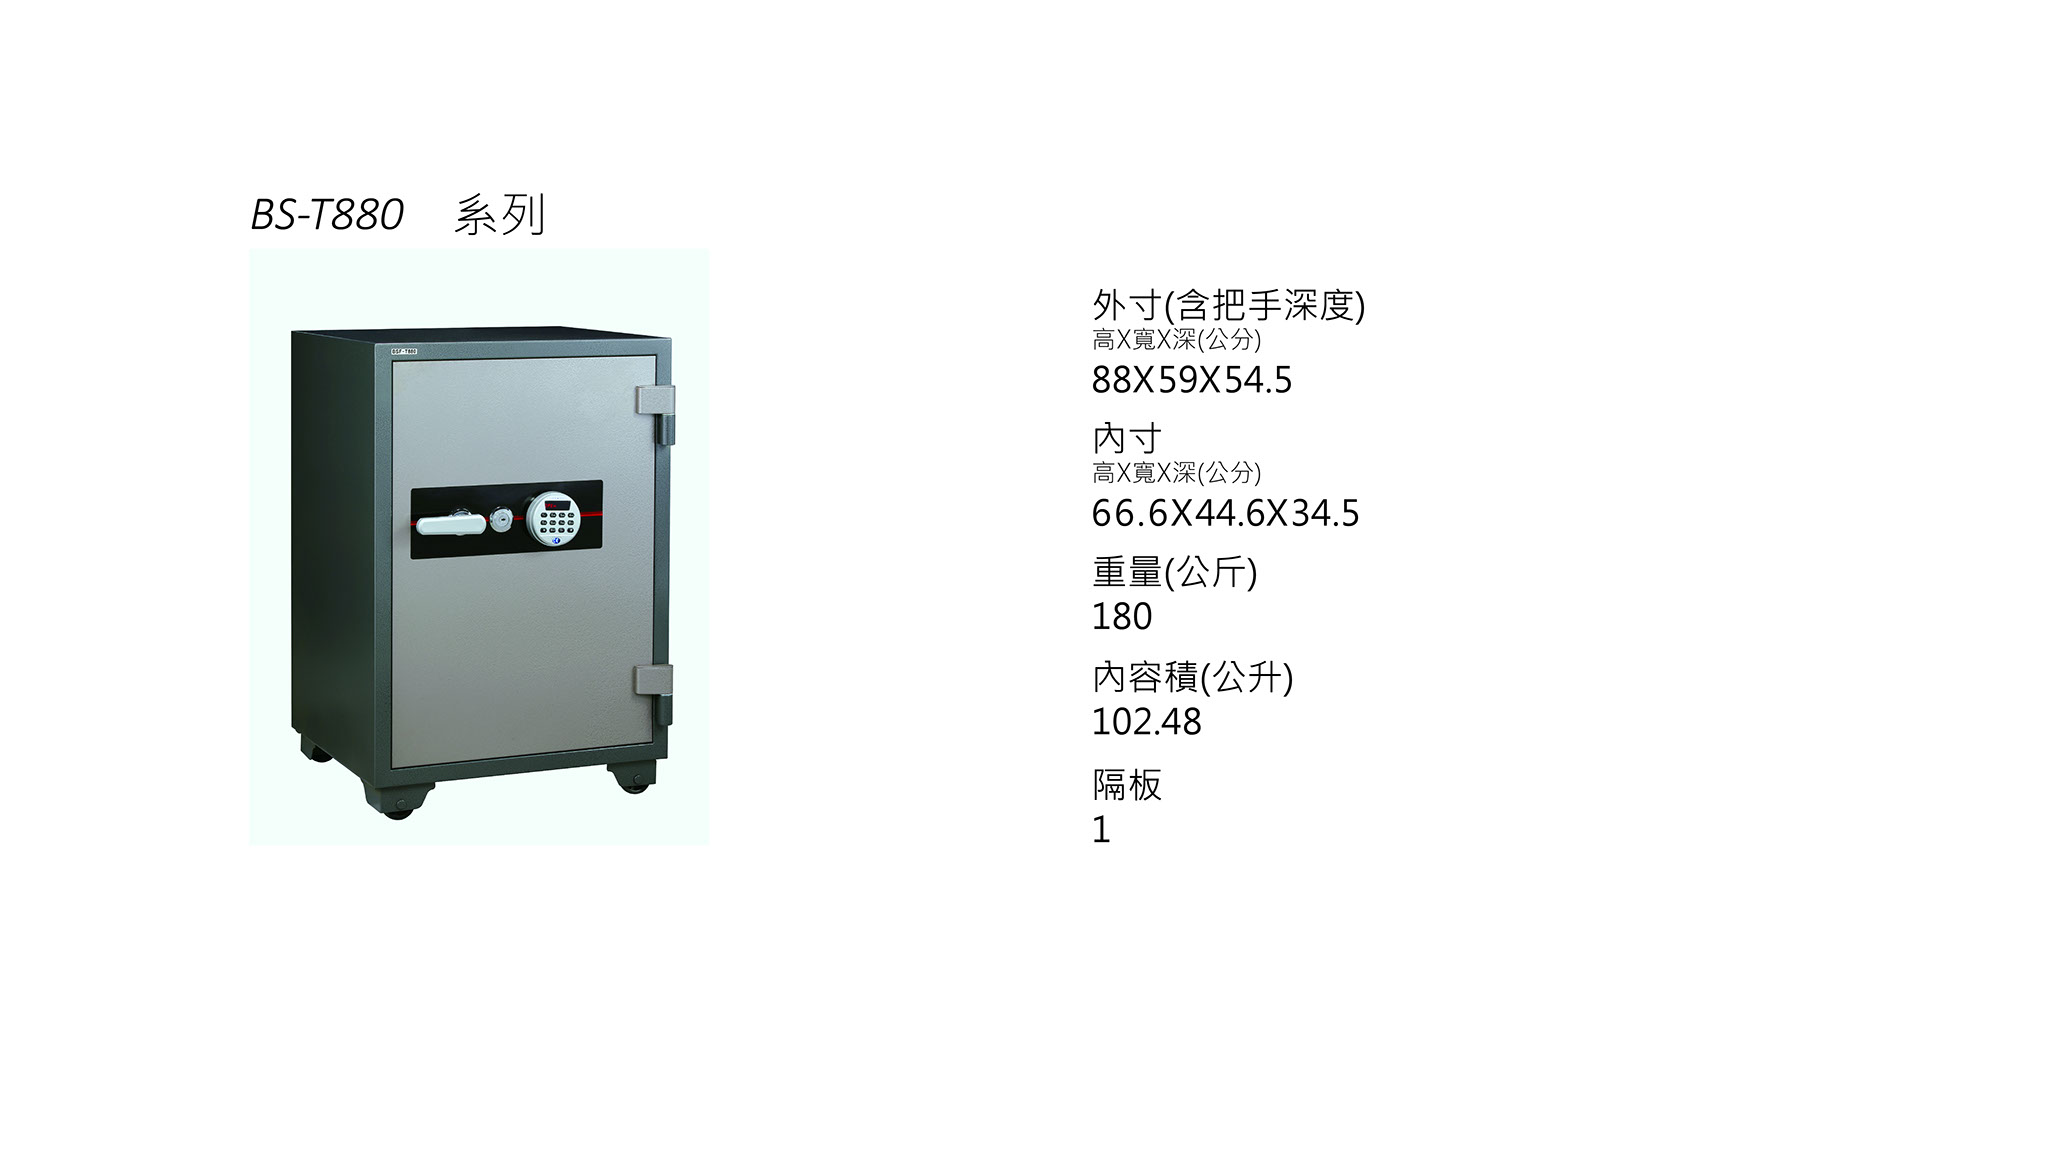 BS-T880 系列
BSF-T880
外寸(含把手深度)
高X寬X深(公分)
88X59X54.5
內寸
高X寬X深(公分)
66.6X44.6X34.5
重量(公斤)
180
內容積(公升)
102.48
隔板
1